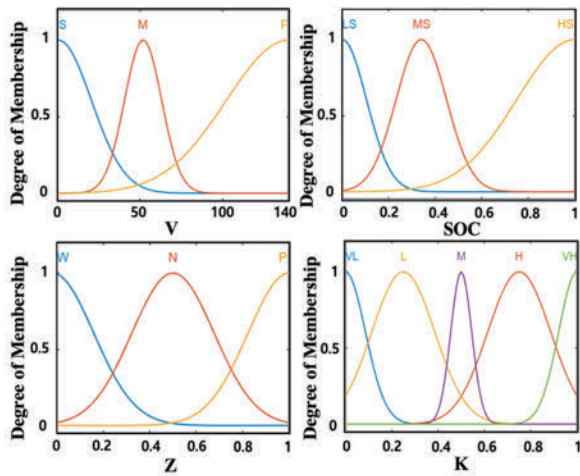 S M F
Degree of Membership
1
0.5
0
0 50 100 140
V
LS MS HS
Degree of Membership
1
0.5
0
0 0.2 0.4 0.6 0.8 1
SOC
W N P
Degree of Membership
1
0.5
0
0 0.2 0.4 0.6 0.8 1
Z
VL L M H VH
Degree of Membership
1
0.5
0
0 0.2 0.4 0.6 0.8 1
K